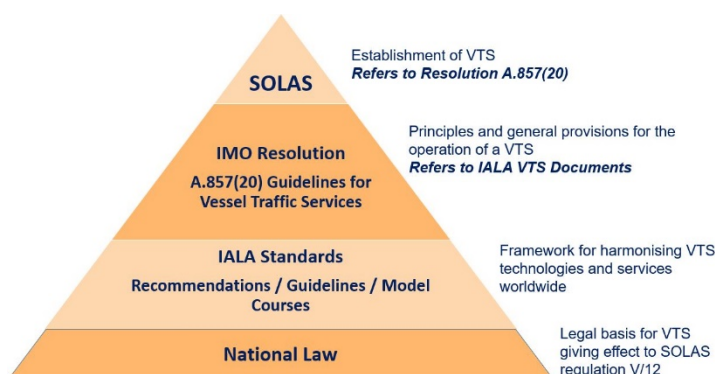 SOLAS
Establishment of VTS
Refers to Resolution A.857(20)
IMO Resolution
A.857(20) Guidelines for
Vessel Traffic Services
Principles and general provisions for the
operation of a VTS
Refers to IALA VTS Documents
IALA Standards
Recommendations / Guidelines / Model
Courses
Framework for harmonising VTS
technologies and services
worldwide
National Law
Legal basis for VTS
giving effect to SOLAS
regulation V/12